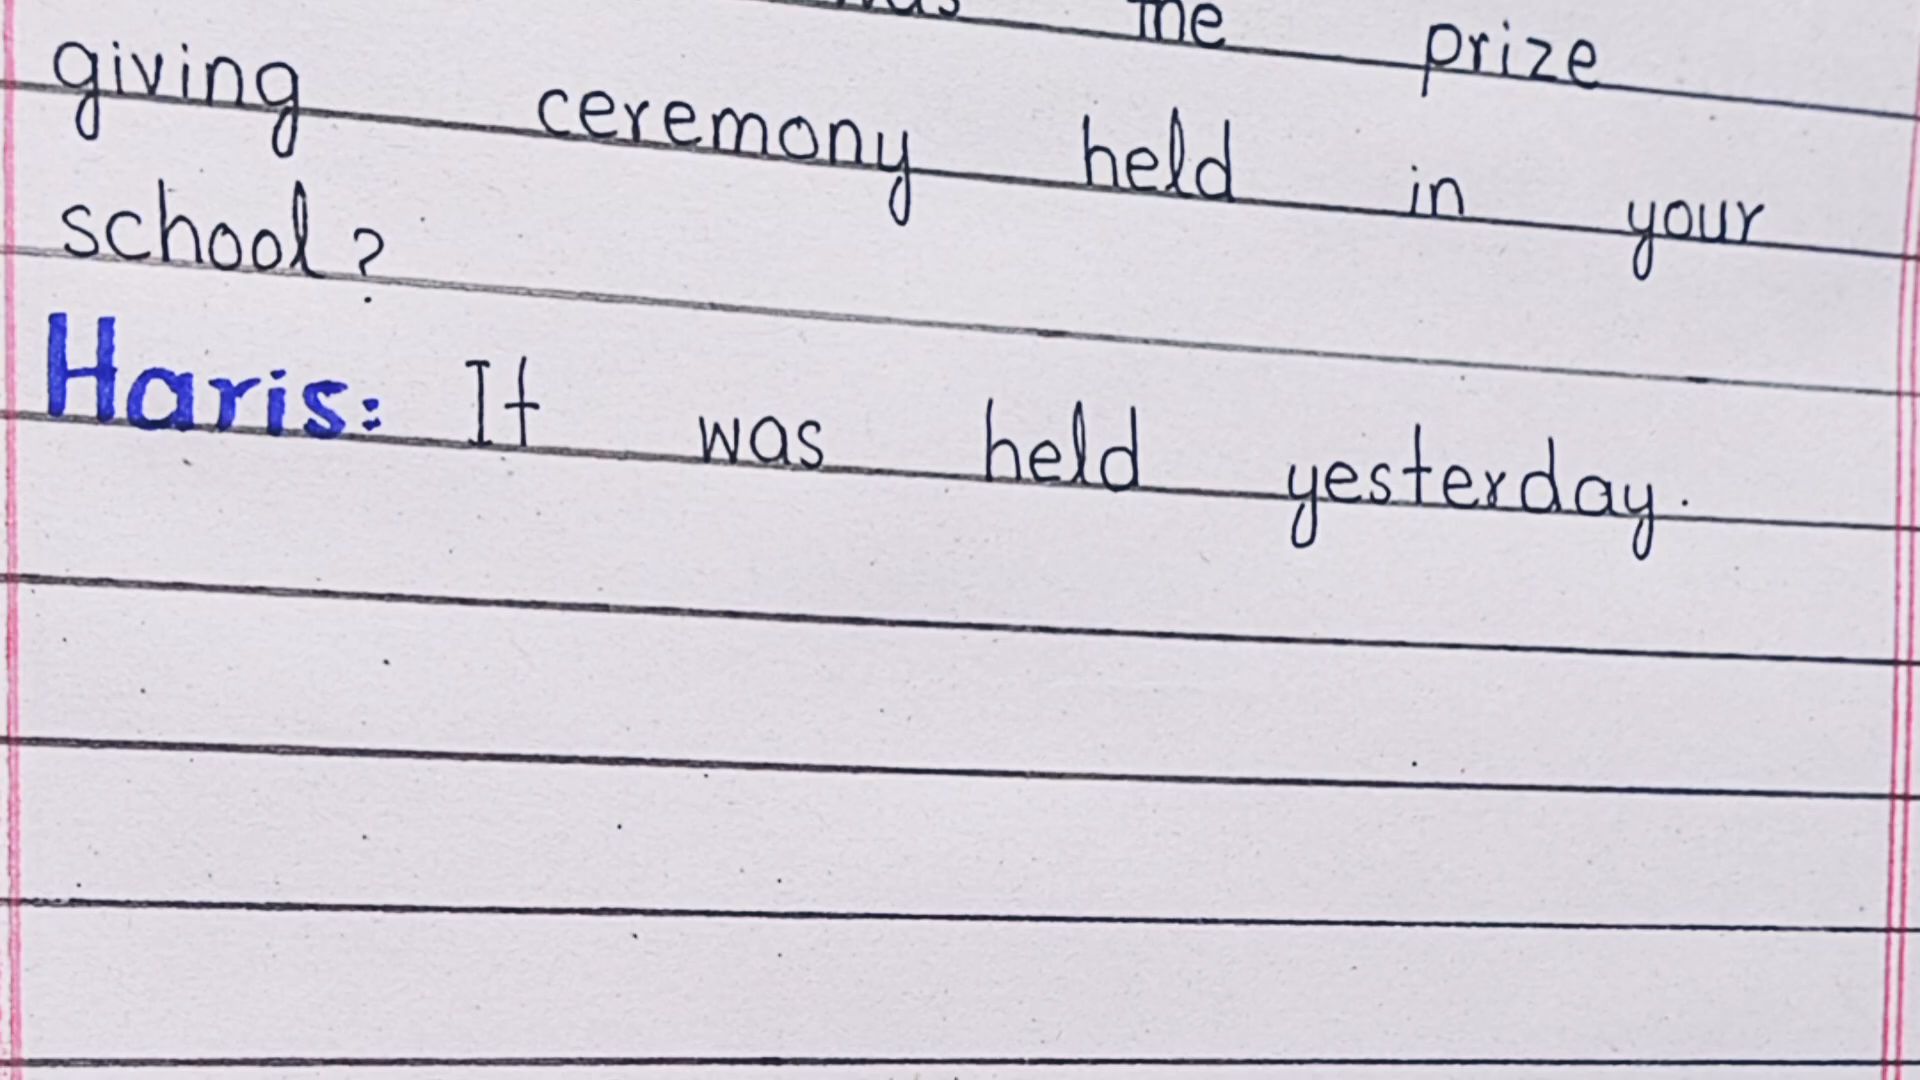 the prize
giving ceremony held in your
school?
Haris: It was held yesterday.